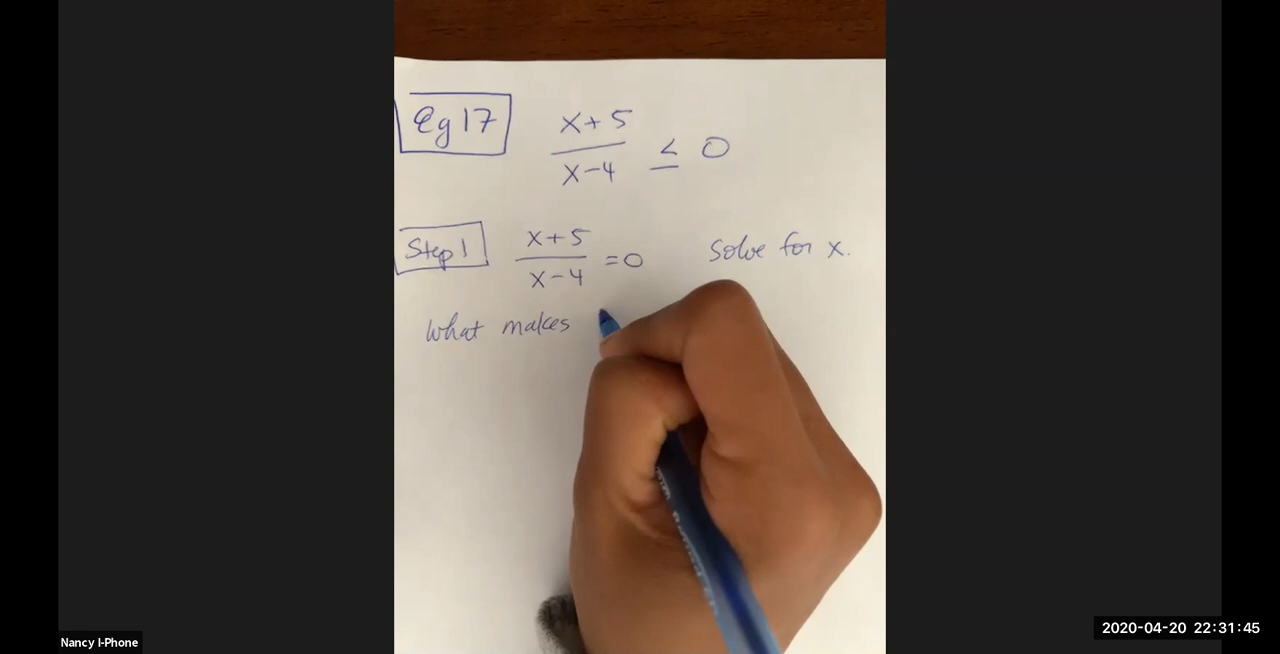 Eg 17 x+5 / x-4 ≤ 0
Step 1 x+5 / x-4 =0 Solve for x.
What makes
Nancy I-Phone
2020-04-20 22:31:45